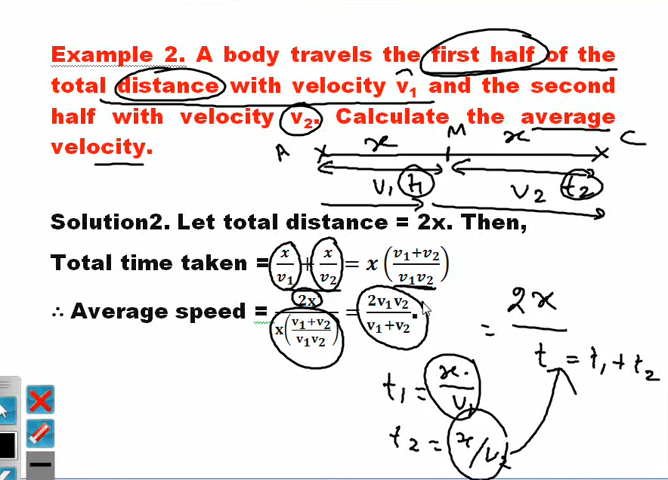 Example 2. A body travels the first half of the
total distance with velocity v₁ and the second
half with velocity v₂. Calculate the average
velocity.
A x M x C
v₁ t₁ v₂ t₂
Solution2. Let total distance = 2x. Then,
Total time taken = x/v₁ + x/v₂ = x (v₁+v₂/v₁v₂)
∴ Average speed = 2x/x(v₁+v₂/v₁v₂) = 2v₁v₂/v₁+v₂.
= 2x/t = t₁ + t₂
t₁ = x/v₁
t₂ = x/v₂